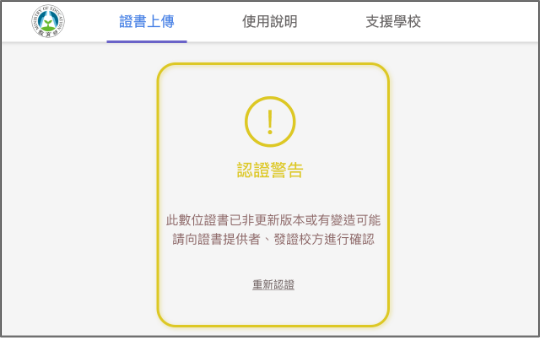 證書上傳
使用說明
支援學校
!
認證警告
此數位證書已非更新版本或有變造可能
請向證書提供者、發證校方進行確認
重新認證